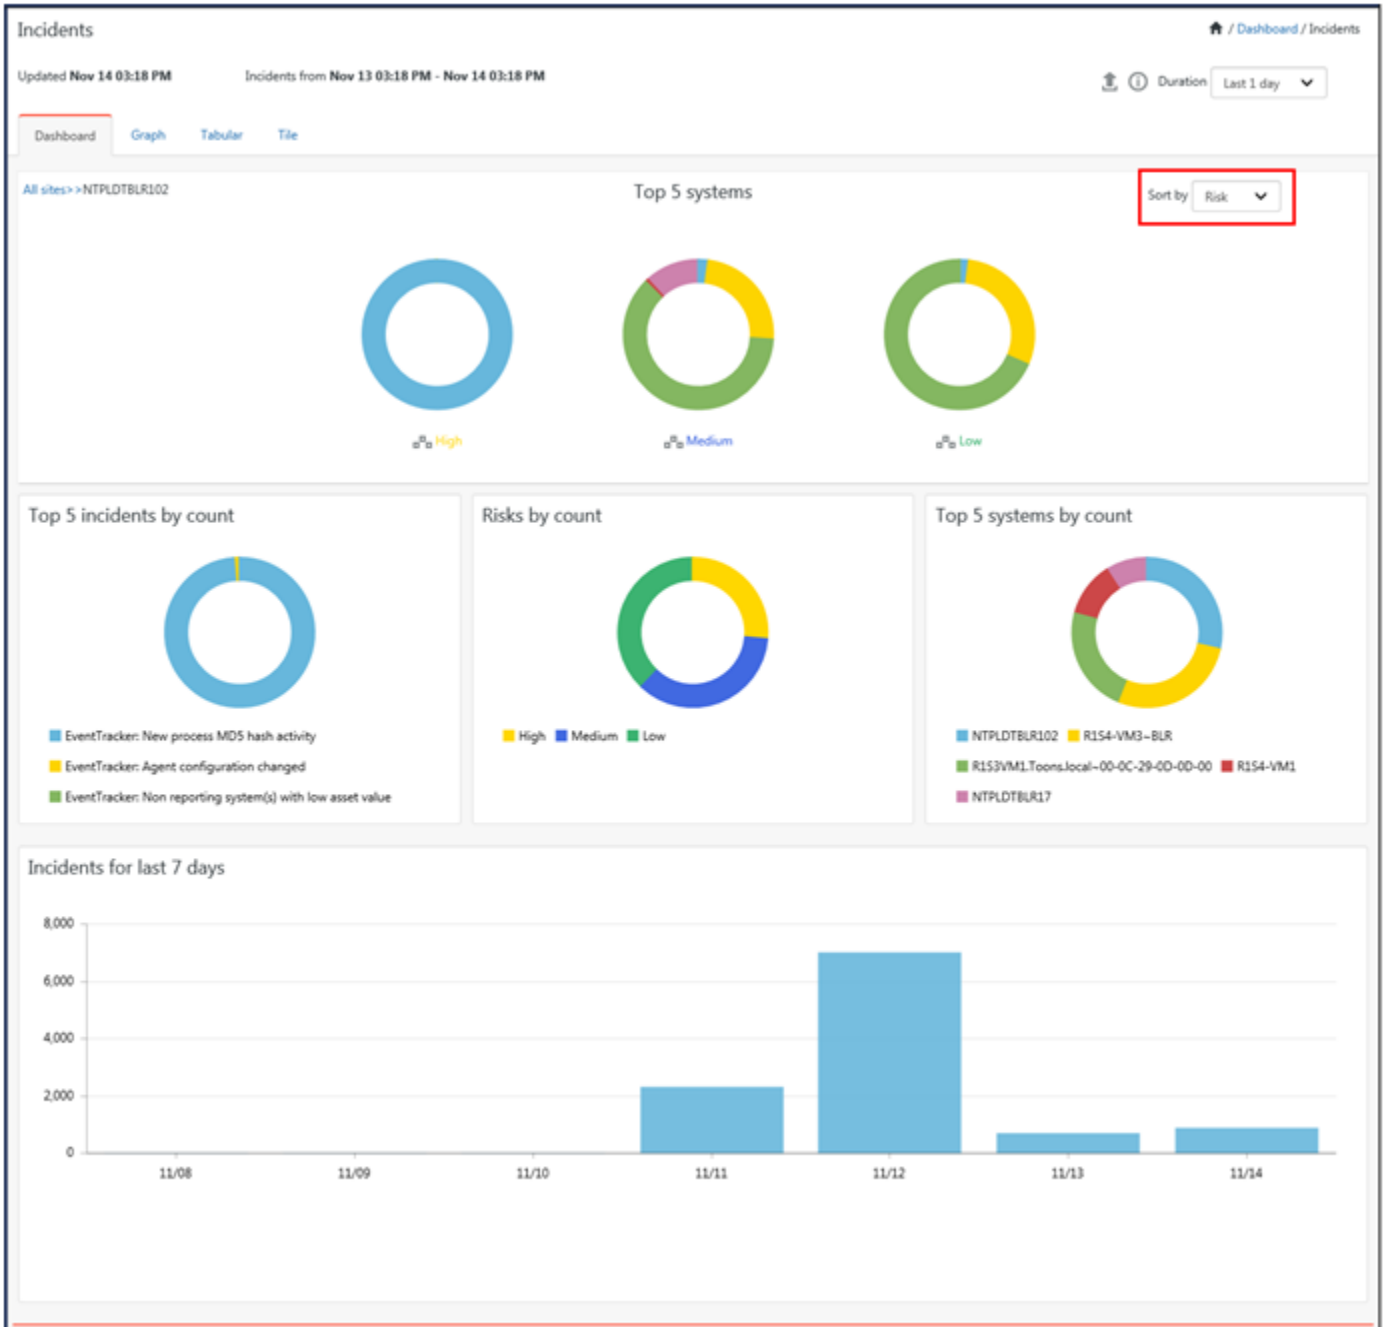 Incidents
/ Dashboard / Incidents
Updated Nov 14 03:18 PM
Incidents from Nov 13 03:18 PM - Nov 14 03:18 PM
Duration Last 1 day
Dashboard Graph Tabular Tile
All sites>>NTPLDTBLR102
Top 5 systems
Sort by Risk
High
Medium
Low
Top 5 incidents by count
EventTracker: New process MD5 hash activity
EventTracker: Agent configuration changed
EventTracker: Non reporting system(s) with low asset value
Risks by count
High Medium Low
Top 5 systems by count
NTPLDTBLR102 R1S4-VM3~BLR
R1S3VM1.Toons.local~00-0C-29-0D-0D-00 R1S4-VM1
NTPLDTBLR17
Incidents for last 7 days
8,000
6,000
4,000
2,000
0
11/08 11/09 11/10 11/11 11/12 11/13 11/14